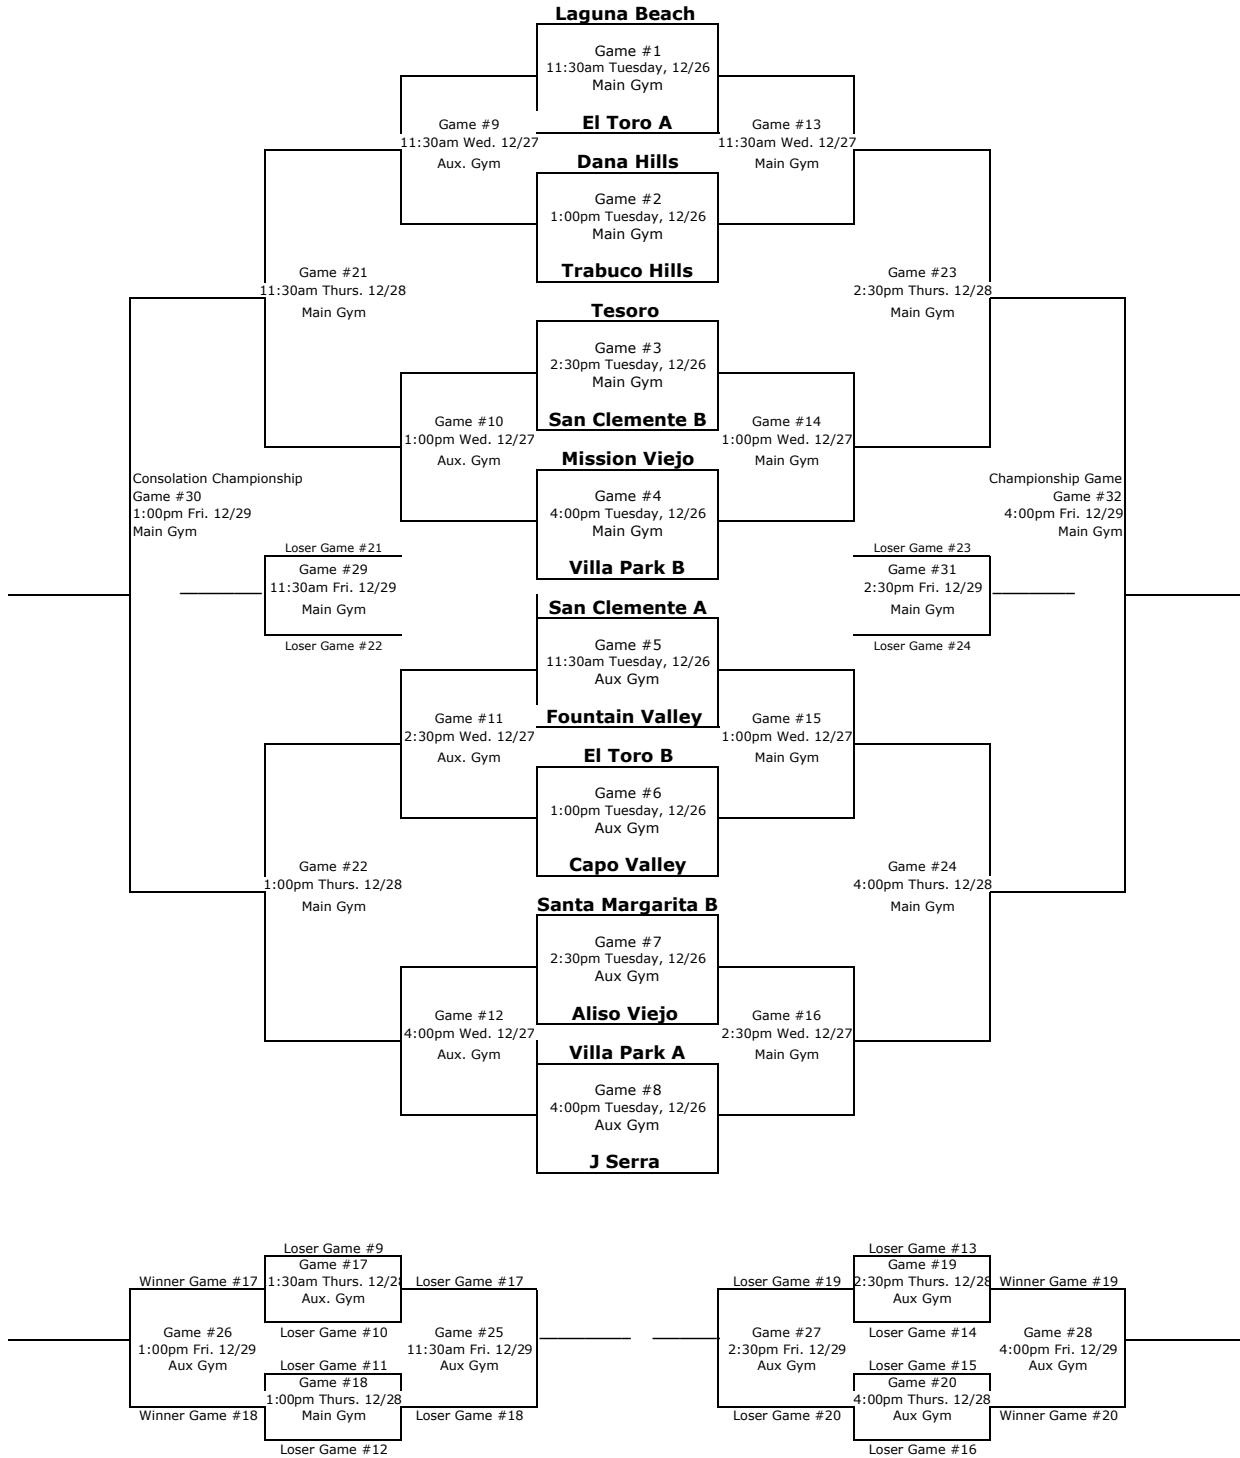 Laguna Beach
Game #1
11:30am Tuesday, 12/26
Main Gym
El Toro A
Game #9
11:30am Wed. 12/27
Aux. Gym
Game #13
11:30am Wed. 12/27
Main Gym
Dana Hills
Game #2
1:00pm Tuesday, 12/26
Main Gym
Trabuco Hills
Game #21
11:30am Thurs. 12/28
Main Gym
Game #23
2:30pm Thurs. 12/28
Main Gym
Tesoro
Game #3
2:30pm Tuesday, 12/26
Main Gym
San Clemente B
Game #10
1:00pm Wed. 12/27
Aux. Gym
Game #14
1:00pm Wed. 12/27
Main Gym
Mission Viejo
Game #4
4:00pm Tuesday, 12/26
Main Gym
Villa Park B
Consolation Championship
Game #30
1:00pm Fri. 12/29
Main Gym
Championship Game
Game #32
4:00pm Fri. 12/29
Main Gym
Loser Game #21
Game #29
11:30am Fri. 12/29
Main Gym
Loser Game #22
Loser Game #23
Game #31
2:30pm Fri. 12/29
Main Gym
Loser Game #24
San Clemente A
Game #5
11:30am Tuesday, 12/26
Aux Gym
Fountain Valley
Game #11
2:30pm Wed. 12/27
Aux. Gym
Game #15
1:00pm Wed. 12/27
Main Gym
El Toro B
Game #6
1:00pm Tuesday, 12/26
Aux Gym
Capo Valley
Game #22
1:00pm Thurs. 12/28
Main Gym
Game #24
4:00pm Thurs. 12/28
Main Gym
Santa Margarita B
Game #7
2:30pm Tuesday, 12/26
Aux Gym
Aliso Viejo
Game #12
4:00pm Wed. 12/27
Aux. Gym
Game #16
2:30pm Wed. 12/27
Main Gym
Villa Park A
Game #8
4:00pm Tuesday, 12/26
Aux Gym
J Serra
Loser Game #9
Game #17
1:30am Thurs. 12/28
Aux. Gym
Loser Game #10
Winner Game #17
Loser Game #17
Game #26
1:00pm Fri. 12/29
Aux Gym
Game #25
11:30am Fri. 12/29
Aux Gym
Loser Game #11
Game #18
1:00pm Thurs. 12/28
Main Gym
Loser Game #12
Winner Game #18
Loser Game #18
Loser Game #13
Game #19
2:30pm Thurs. 12/28
Aux Gym
Loser Game #14
Loser Game #19
Winner Game #19
Game #27
2:30pm Fri. 12/29
Aux Gym
Game #28
4:00pm Fri. 12/29
Aux Gym
Loser Game #15
Game #20
4:00pm Thurs. 12/28
Aux Gym
Loser Game #16
Loser Game #20
Winner Game #20